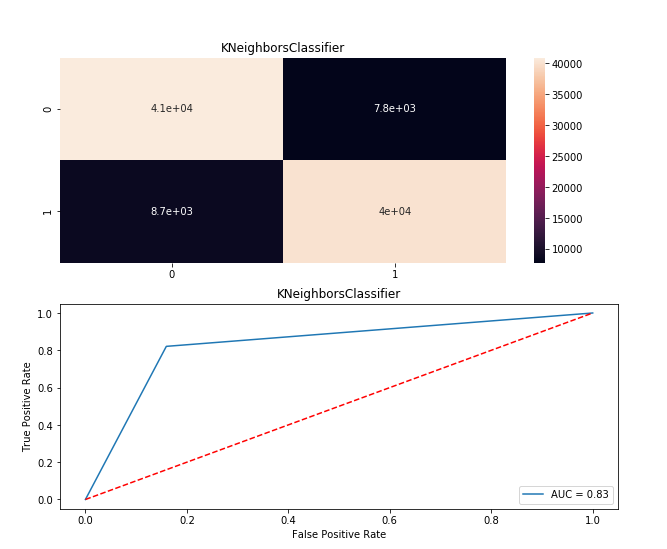 KNeighborsClassifier
0
4.1e+04
7.8e+03
1
8.7e+03
4e+04
0
1
40000
35000
30000
25000
20000
15000
10000
KNeighborsClassifier
True Positive Rate
1.0
0.8
0.6
0.4
0.2
0.0
AUC = 0.83
0.0
0.2
0.4
0.6
0.8
1.0
False Positive Rate